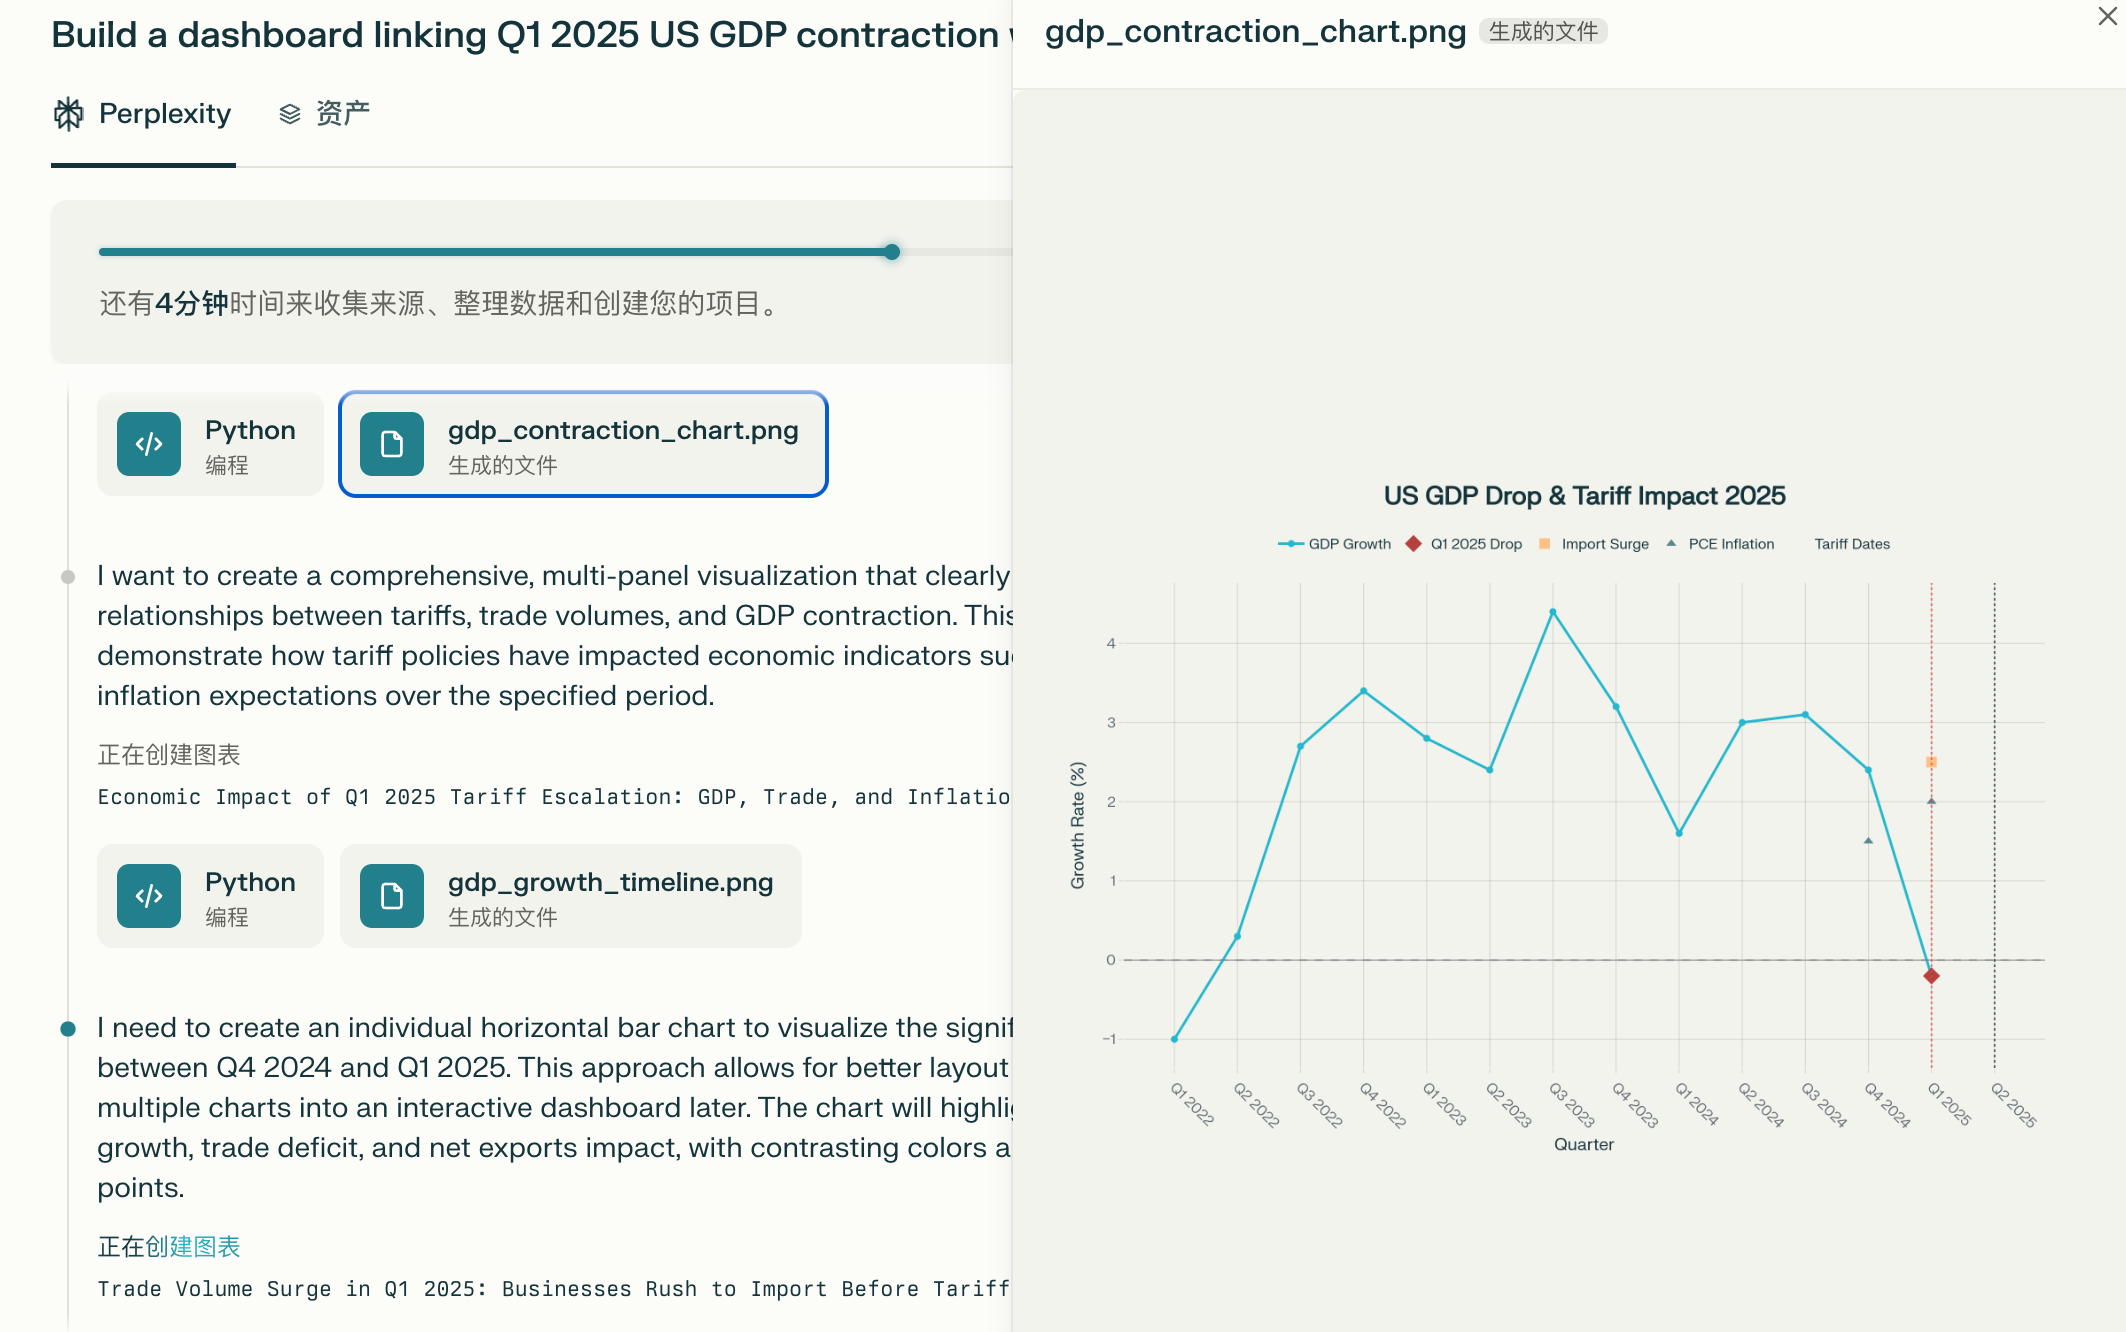 Build a dashboard linking Q1 2025 US GDP contraction
Perplexity
资产
还有4分钟时间来收集来源、整理数据和创建您的项目。
Python
编程
gdp_contraction_chart.png
生成的文件
I want to create a comprehensive, multi-panel visualization that clearly
relationships between tariffs, trade volumes, and GDP contraction. This
demonstrate how tariff policies have impacted economic indicators su
inflation expectations over the specified period.
正在创建图表
Economic Impact of Q1 2025 Tariff Escalation: GDP, Trade, and Inflatio
Python
编程
gdp_growth_timeline.png
生成的文件
I need to create an individual horizontal bar chart to visualize the signif
between Q4 2024 and Q1 2025. This approach allows for better layout
multiple charts into an interactive dashboard later. The chart will highlig
growth, trade deficit, and net exports impact, with contrasting colors a
points.
正在创建图表
Trade Volume Surge in Q1 2025: Businesses Rush to Import Before Tariff
gdp_contraction_chart.png
生成的文件
US GDP Drop & Tariff Impact 2025
GDP Growth
Q1 2025 Drop
Import Surge
PCE Inflation
Tariff Dates
Growth Rate (%)
4
3
2
1
0
−1
Q1 2022
Q2 2022
Q3 2022
Q4 2022
Q1 2023
Q2 2023
Q3 2023
Q4 2023
Q1 2024
Q2 2024
Q3 2024
Q4 2024
Q1 2025
Q2 2025
Quarter